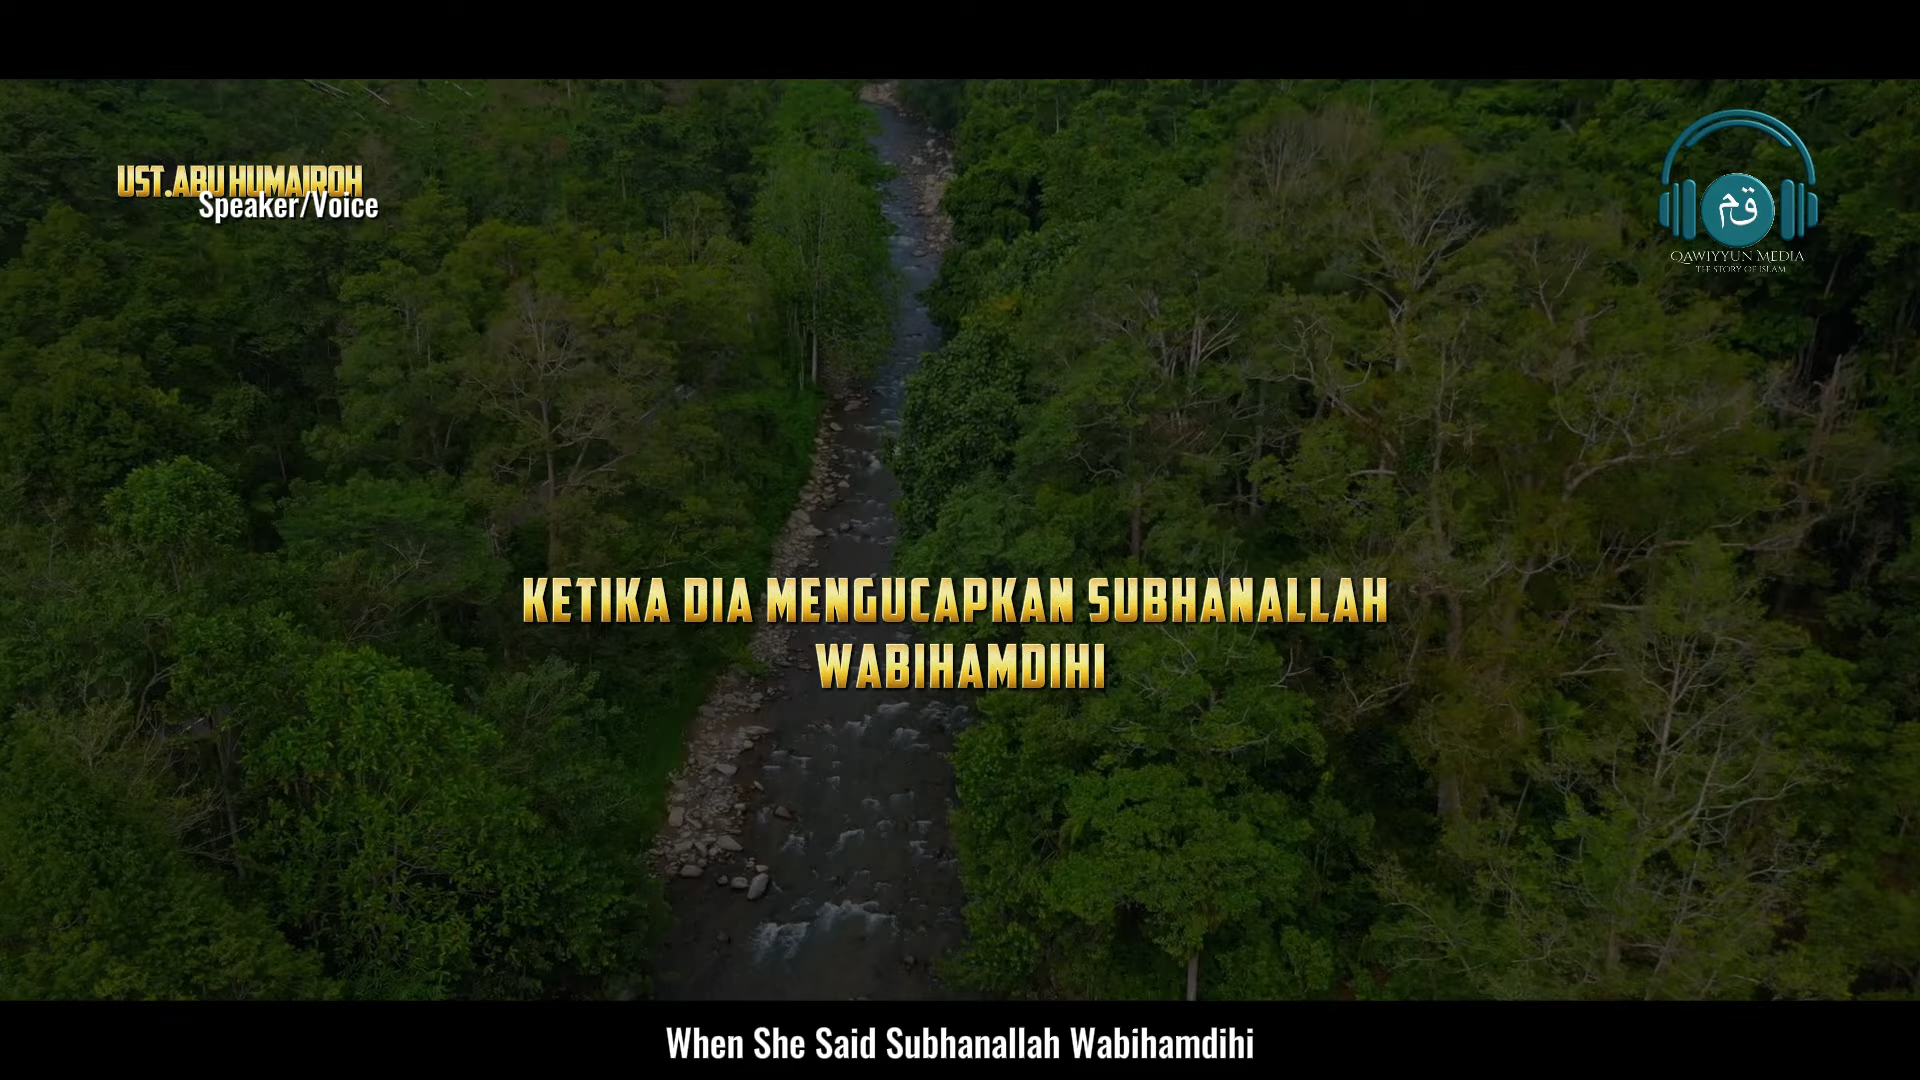 UST.ABU HUMAIROH
Speaker/Voice
قم
QAWIYYUN MEDIA
THE STORY OF ISLAM
KETIKA DIA MENGUCAPKAN SUBHANALLAH
WABIHAMDIHI
When She Said Subhanallah Wabihamdihi